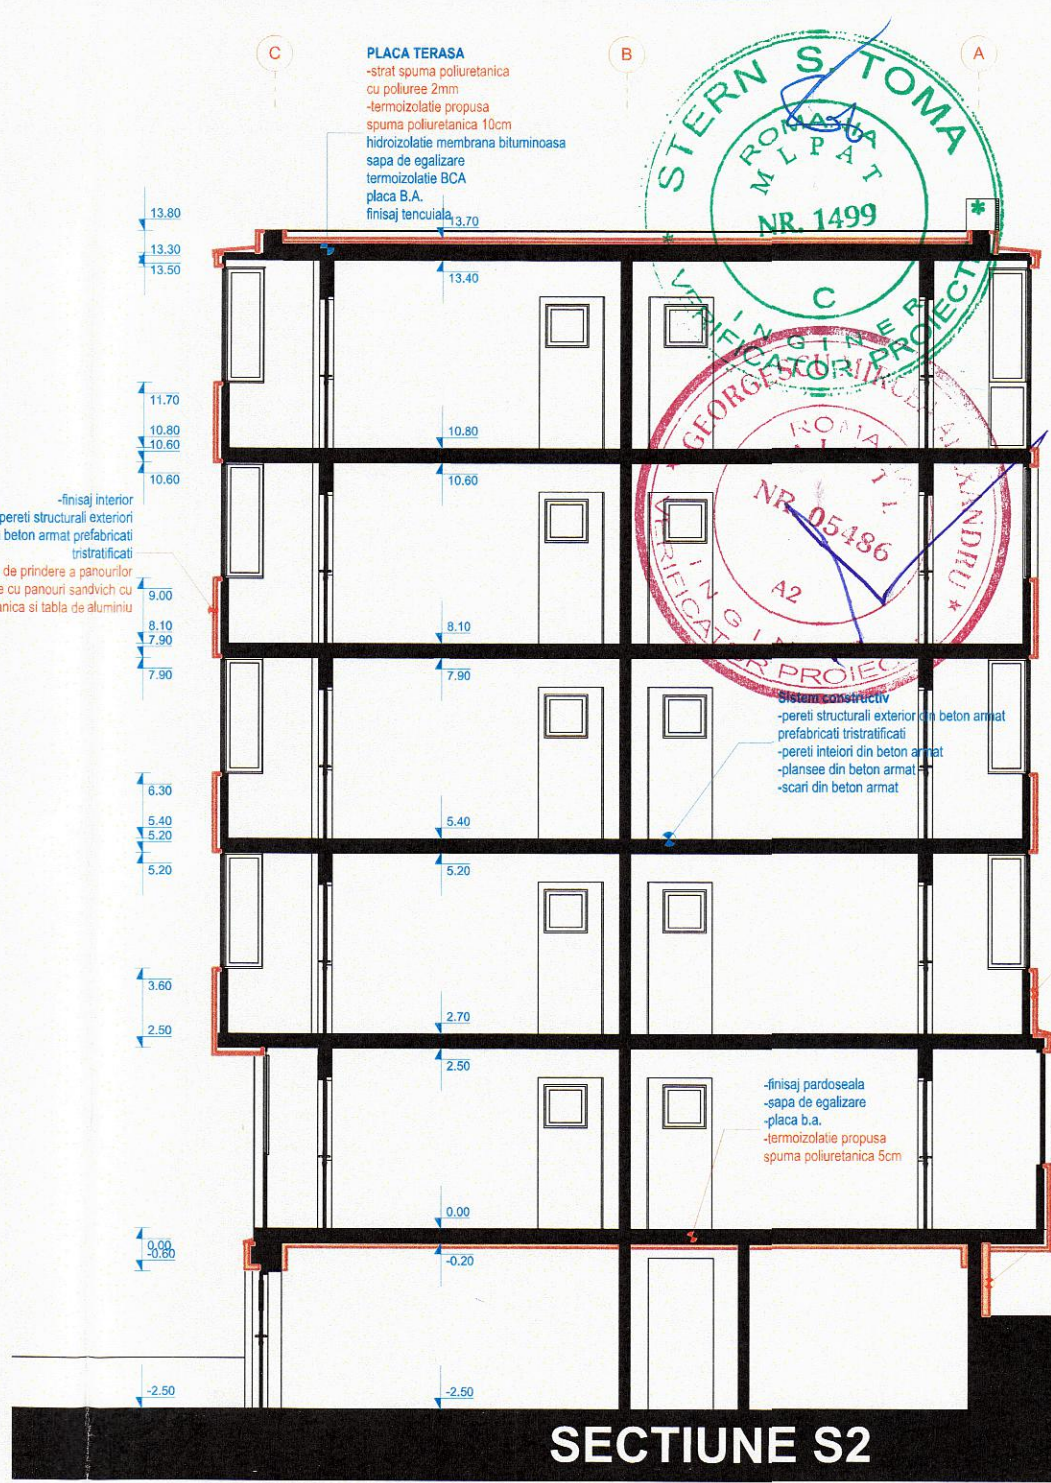 C
B
A
PLACA TERASA
-strat spuma poliuretanica
cu poliuree 2mm
-termoizolatie propusa
spuma poliuretanica 10cm
hidroizolatie membrana bituminoasa
sapa de egalizare
termoizolatie BCA
placa B.A.
finisaj tencuiala
STERN S. TOMA
ROMANIA
M L P A T
NR. 1499
C
INGINER
VERIFICATOR PROIECTE
13.80
13.30
13.50
13.70
13.40
GEORGESCU MIRCEA ALEXANDRU
NR. 05486
A2
VERIFICATOR PROIECTE
11.70
10.80
10.60
10.60
10.80
10.60
-finisaj interior
pereti structurali exteriori
beton armat prefabricati
tristratificati
de prindere a panourilor
cu panouri sandvich cu
si tabla de aluminiu
9.00
8.10
7.90
7.90
8.10
7.90
Sistem constructiv
-pereti structurali exterior din beton armat
prefabricati tristratificati
-pereti inteiori din beton armat
-plansee din beton armat
-scari din beton armat
6.30
5.40
5.20
5.20
5.40
5.20
3.60
2.50
2.70
2.50
-finisaj pardoseala
-sapa de egalizare
-placa b.a.
-termoizolatie propusa
spuma poliuretanica 5cm
0.00
0.00
-0.60
-0.20
-2.50
-2.50
SECTIUNE S2